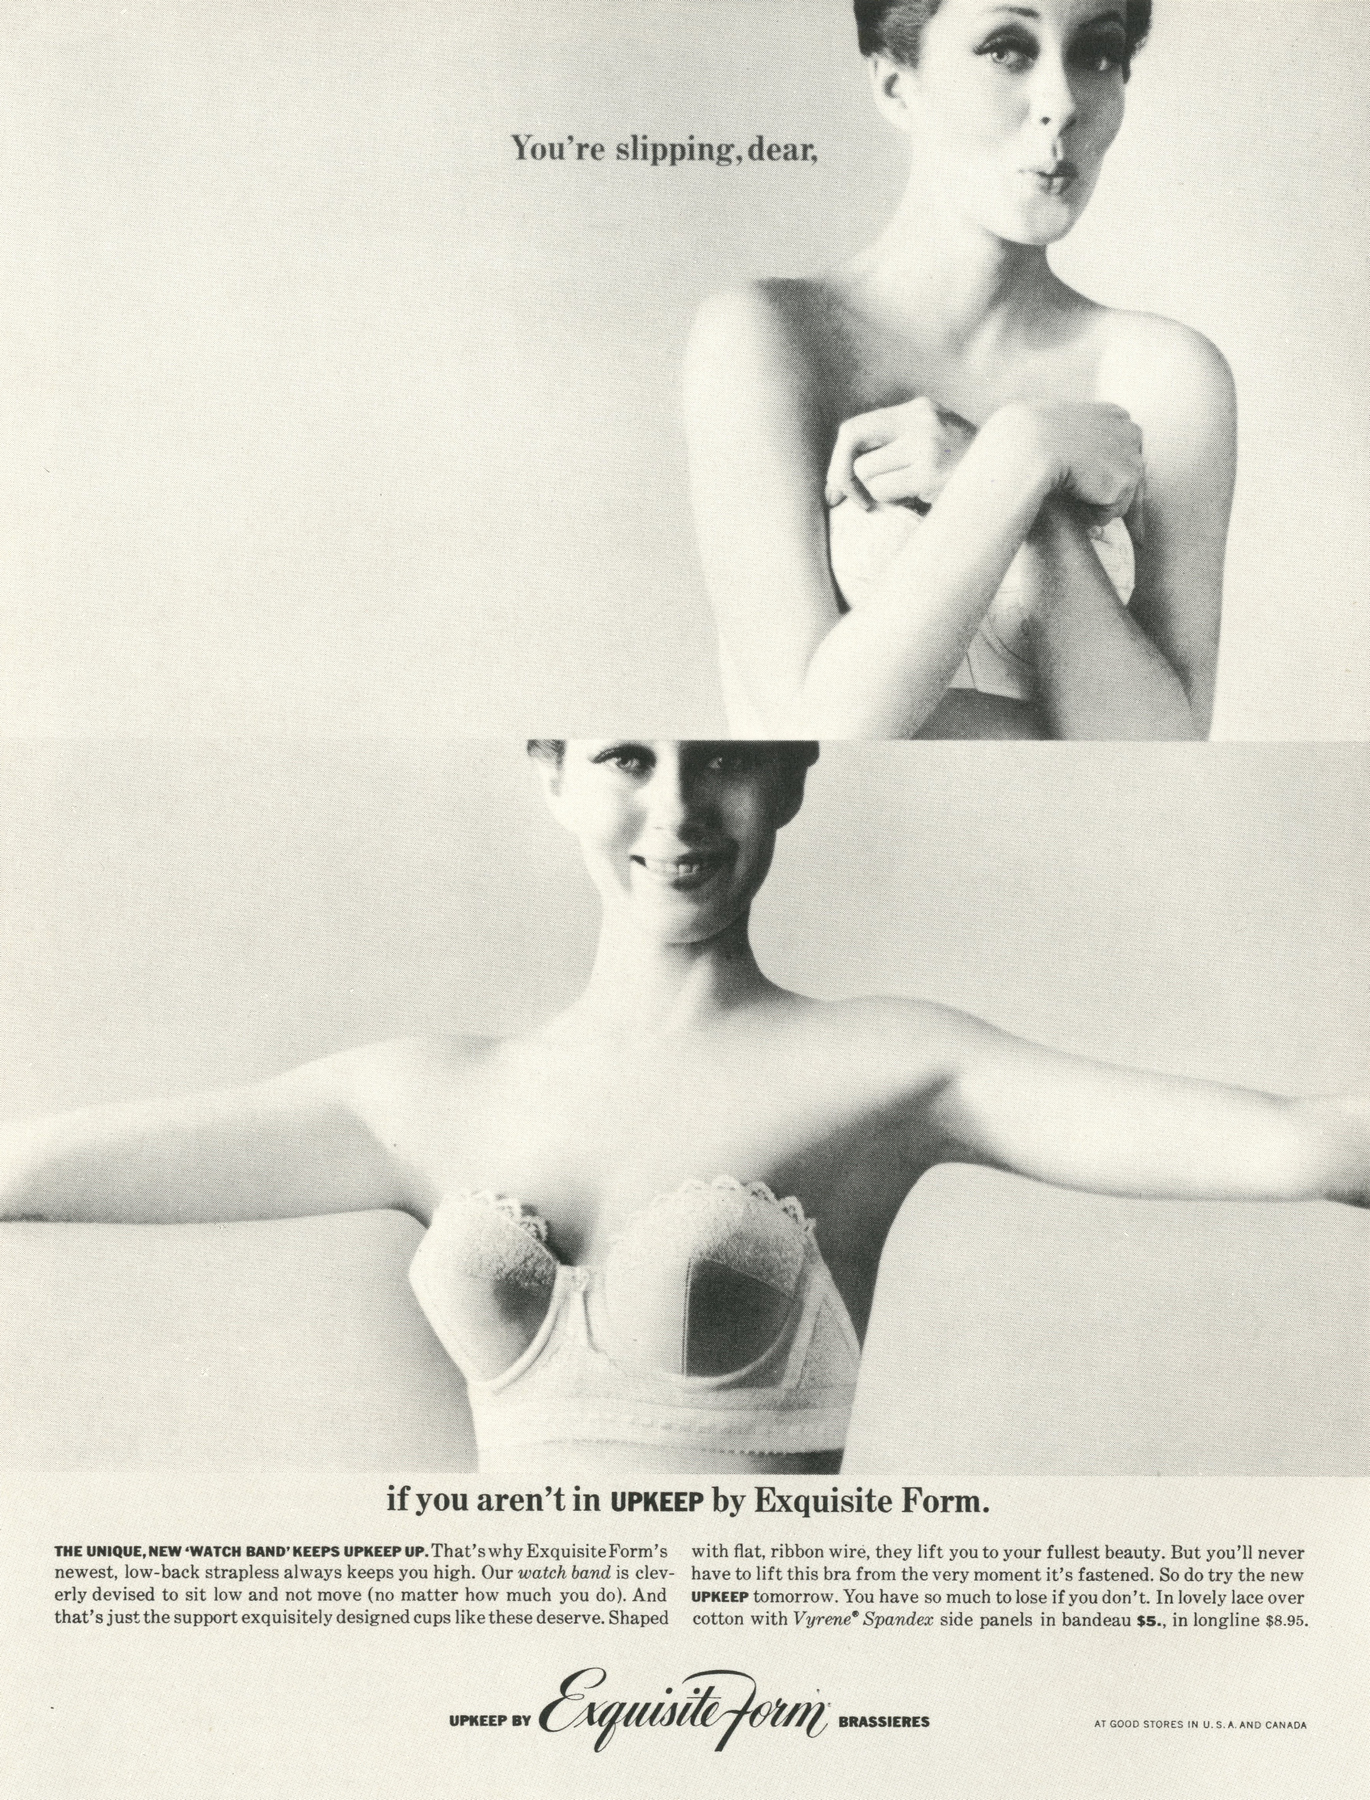 You're slipping, dear,
if you aren't in UPKEEP by Exquisite Form.
THE UNIQUE, NEW 'WATCH BAND' KEEPS UPKEEP UP. That's why Exquisite Form's
newest, low-back strapless always keeps you high. Our watch band is clev-
erly devised to sit low and not move (no matter how much you do). And
that's just the support exquisitely designed cups like these deserve. Shaped
with flat, ribbon wire, they lift you to your fullest beauty. But you'll never
have to lift this bra from the very moment it's fastened. So do try the new
UPKEEP tomorrow. You have so much to lose if you don't. In lovely lace over
cotton with Vyrene® Spandex side panels in bandeau $5., in longline $8.95.
UPKEEP BY Exquisite Form® BRASSIERES
AT GOOD STORES IN U.S.A. AND CANADA